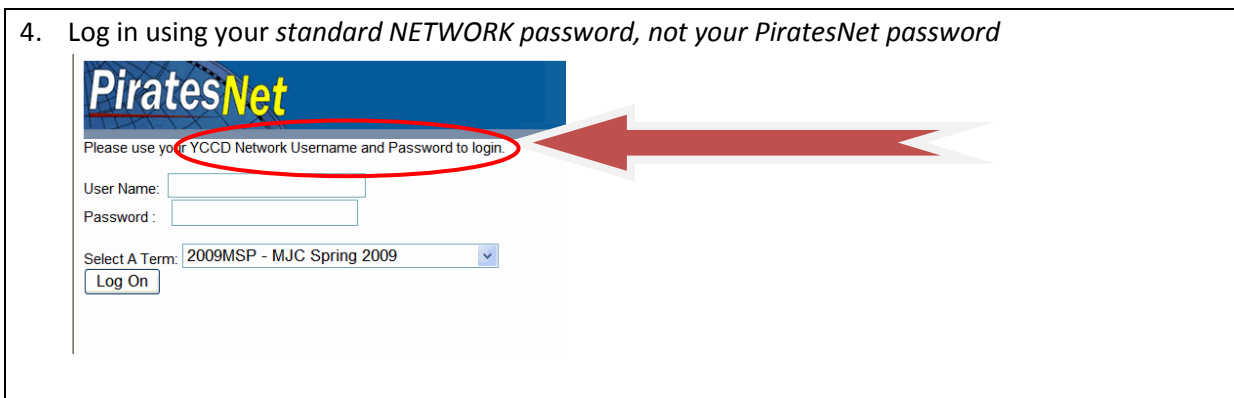 4. Log in using your standard NETWORK password, not your PiratesNet password
PiratesNet
Please use your YCCD Network Username and Password to login.
User Name:
Password :
Select A Term: 2009MSP - MJC Spring 2009
Log On